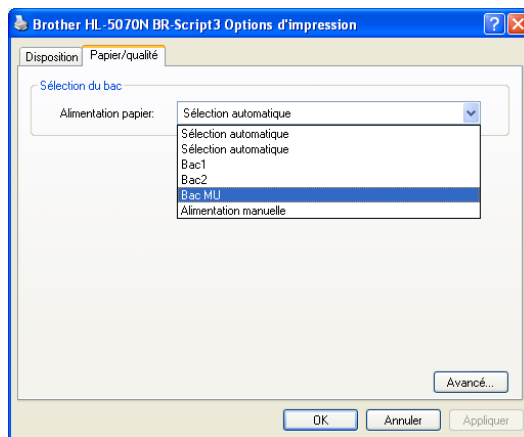 Brother HL-5070N BR-Script3 Options d'impression
Disposition Papier/qualité
Sélection du bac
Alimentation papier: Sélection automatique
Sélection automatique
Sélection automatique
Bac1
Bac2
Bac MU
Alimentation manuelle
Avancé...
OK Annuler Appliquer